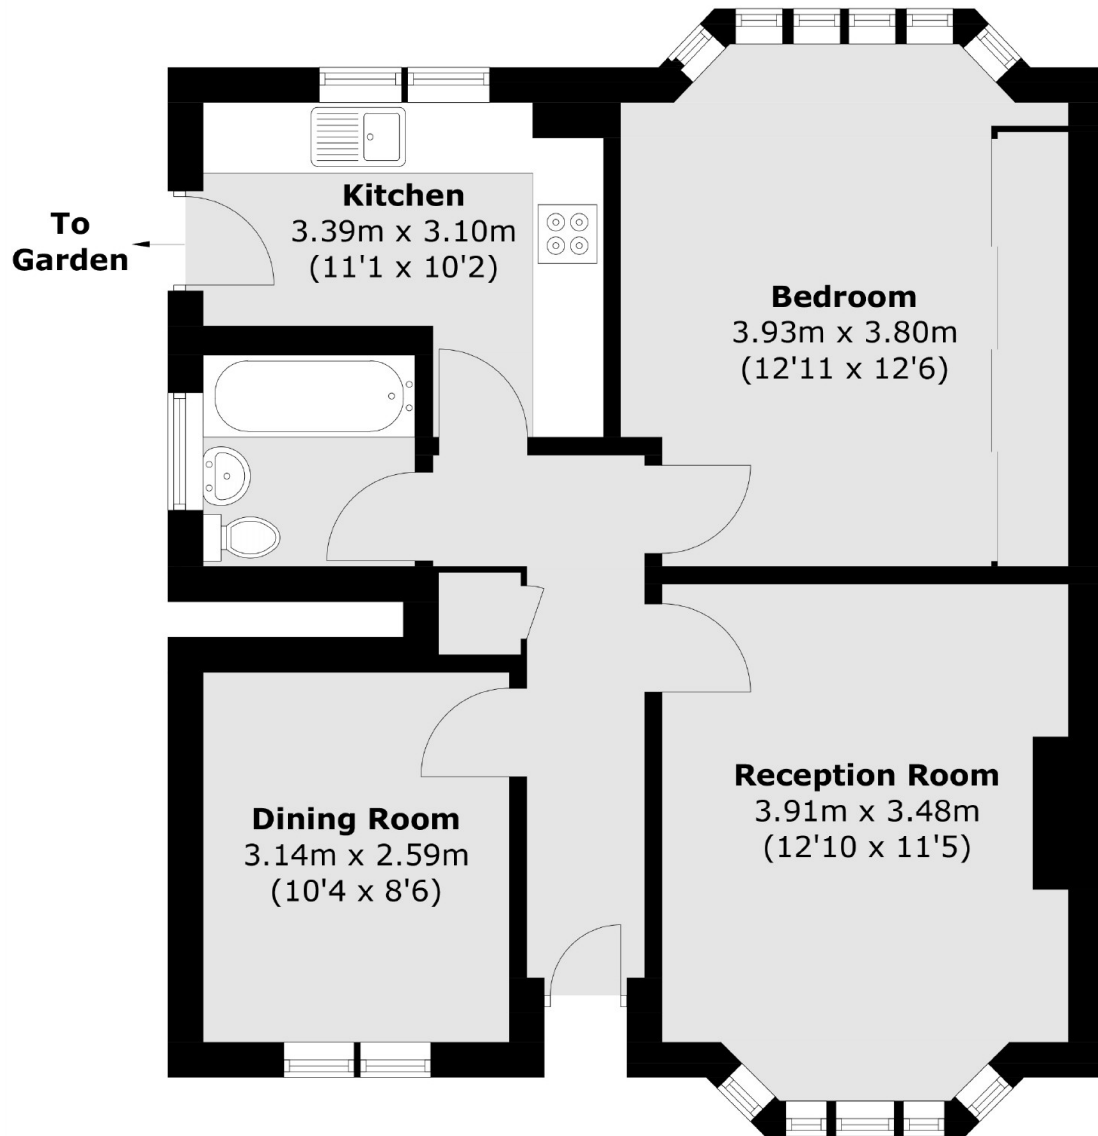 To
Garden
Kitchen
3.39m x 3.10m
(11'1 x 10'2)
Bedroom
3.93m x 3.80m
(12'11 x 12'6)
Dining Room
3.14m x 2.59m
(10'4 x 8'6)
Reception Room
3.91m x 3.48m
(12'10 x 11'5)